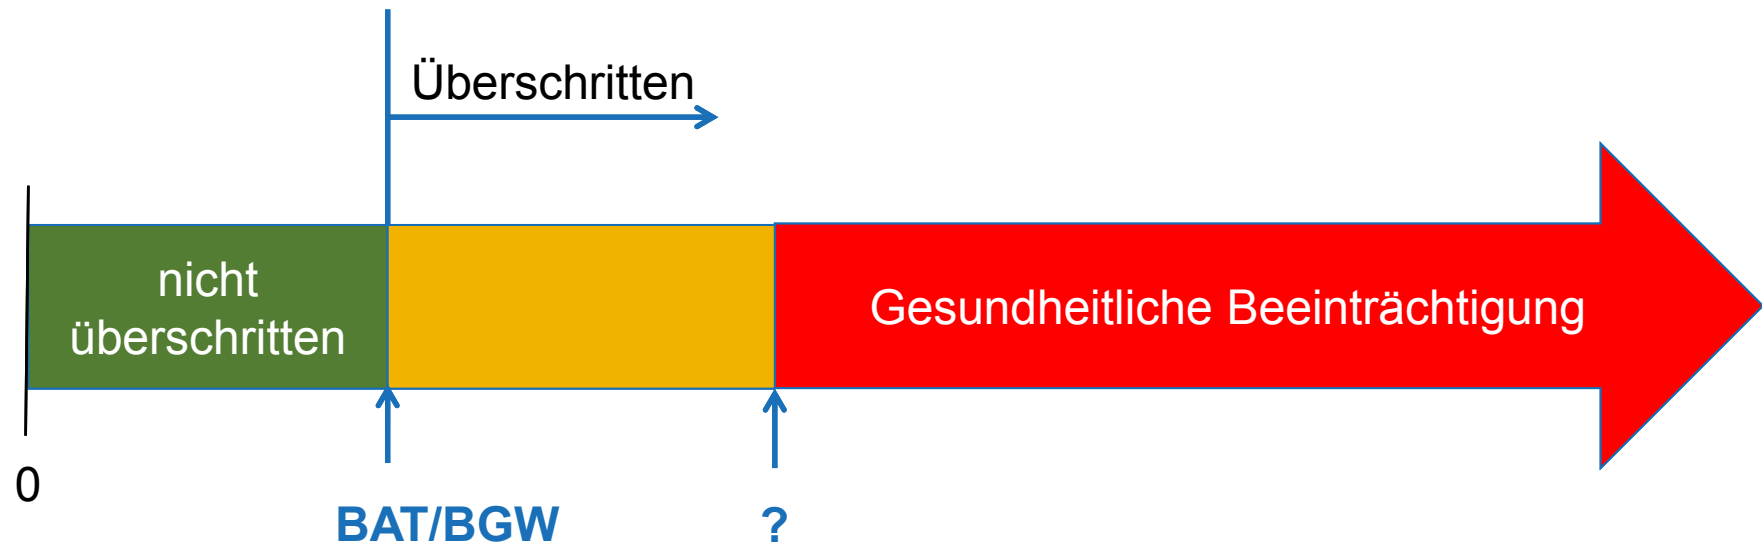 Überschritten
nicht
überschritten
Gesundheitliche Beeinträchtigung
0
BAT/BGW
?